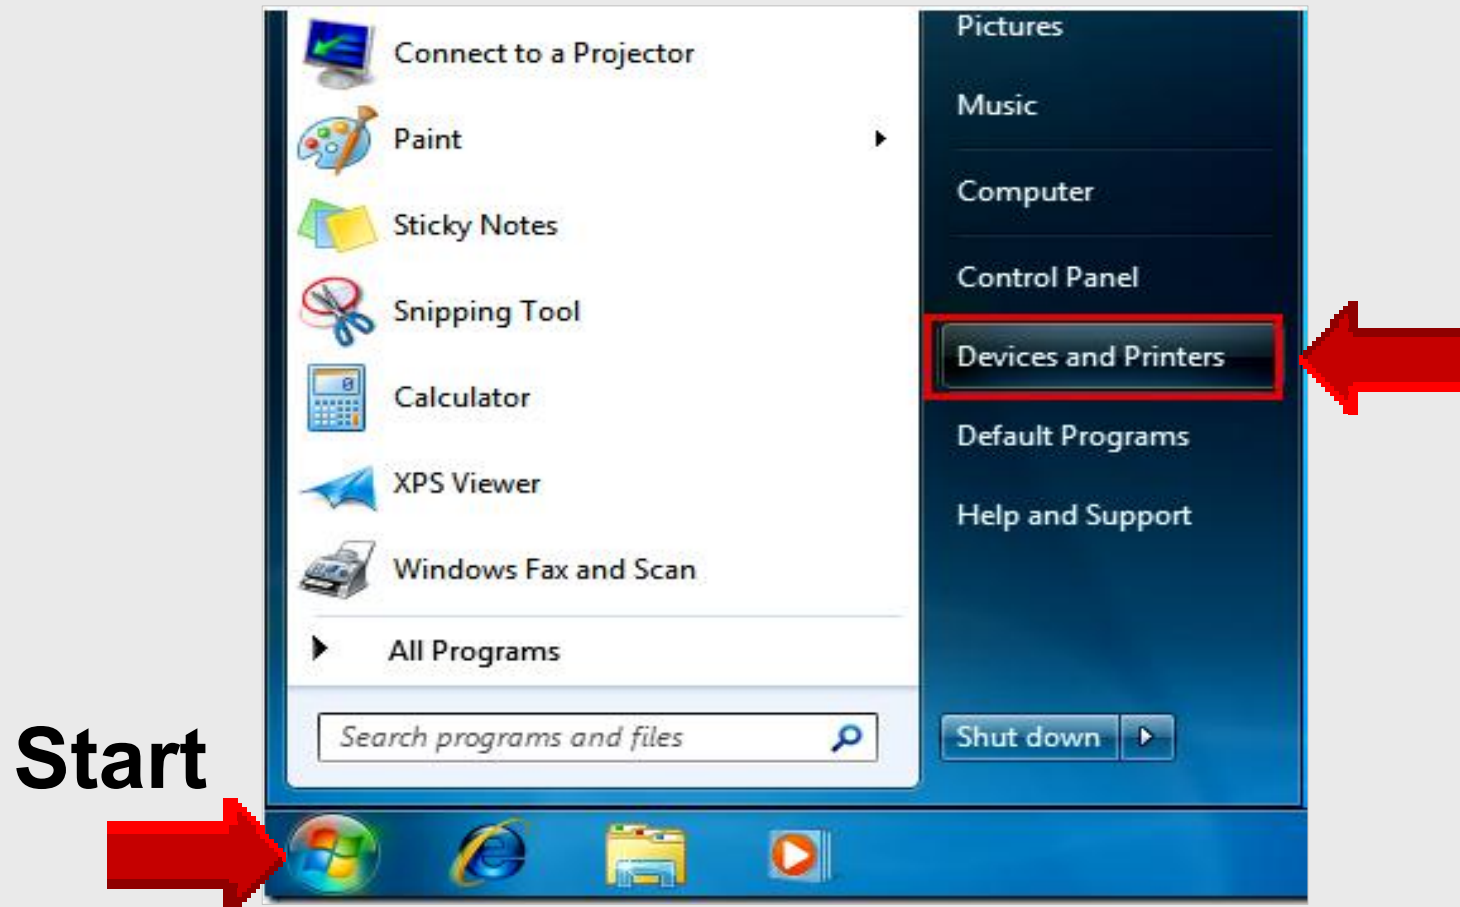 Connect to a Projector
Paint
Sticky Notes
Snipping Tool
0
Calculator
XPS Viewer
Windows Fax and Scan
All Programs
Search programs and files
Pictures
Music
Computer
Control Panel
Devices and Printers
Default Programs
Help and Support
Shut down
Start